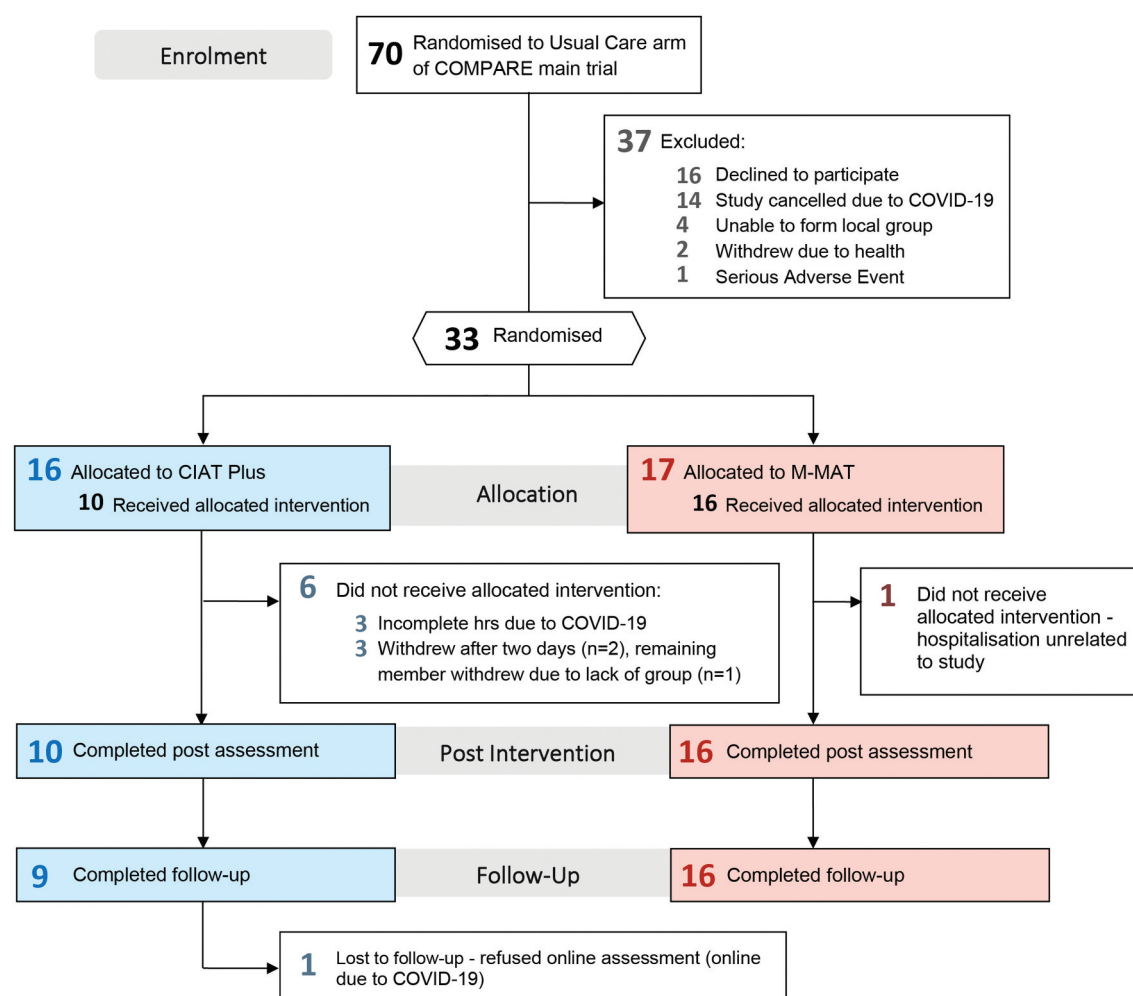 Enrolment
70 Randomised to Usual Care arm
of COMPARE main trial
37 Excluded:
16 Declined to participate
14 Study cancelled due to COVID-19
4 Unable to form local group
2 Withdrew due to health
1 Serious Adverse Event
33 Randomised
16 Allocated to CIAT Plus
10 Received allocated intervention
Allocation
17 Allocated to M-MAT
16 Received allocated intervention
6 Did not receive allocated intervention:
3 Incomplete hrs due to COVID-19
3 Withdrew after two days (n=2), remaining
member withdrew due to lack of group (n=1)
1 Did not receive
allocated intervention -
hospitalisation unrelated
to study
10 Completed post assessment
Post Intervention
16 Completed post assessment
9 Completed follow-up
Follow-Up
16 Completed follow-up
1 Lost to follow-up - refused online assessment (online
due to COVID-19)